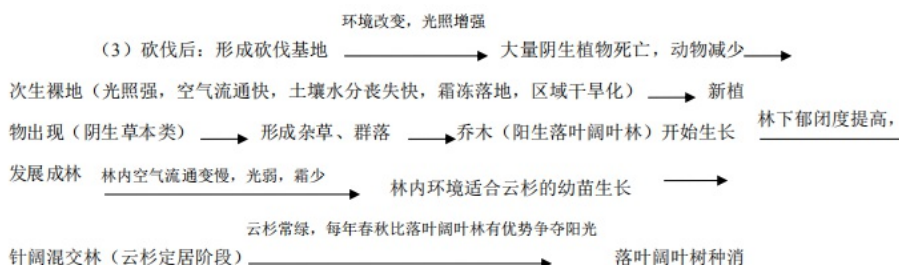 环境改变，光照增强
（3）砍伐后：形成砍伐基地 大量阴生植物死亡，动物减少
次生裸地（光照强，空气流通快，土壤水分丧失快，霜冻落地，区域干旱化） 新植
物出现（阴生草本类） 形成杂草、群落 乔木（阳生落叶阔叶林）开始生长 林下郁闭度提高，
发展成林 林内空气流通变慢，光弱，霜少 林内环境适合云杉的幼苗生长
云杉常绿，每年春秋比落叶阔叶林有优势争夺阳光
针阔混交林（云杉定居阶段） 落叶阔叶树种消